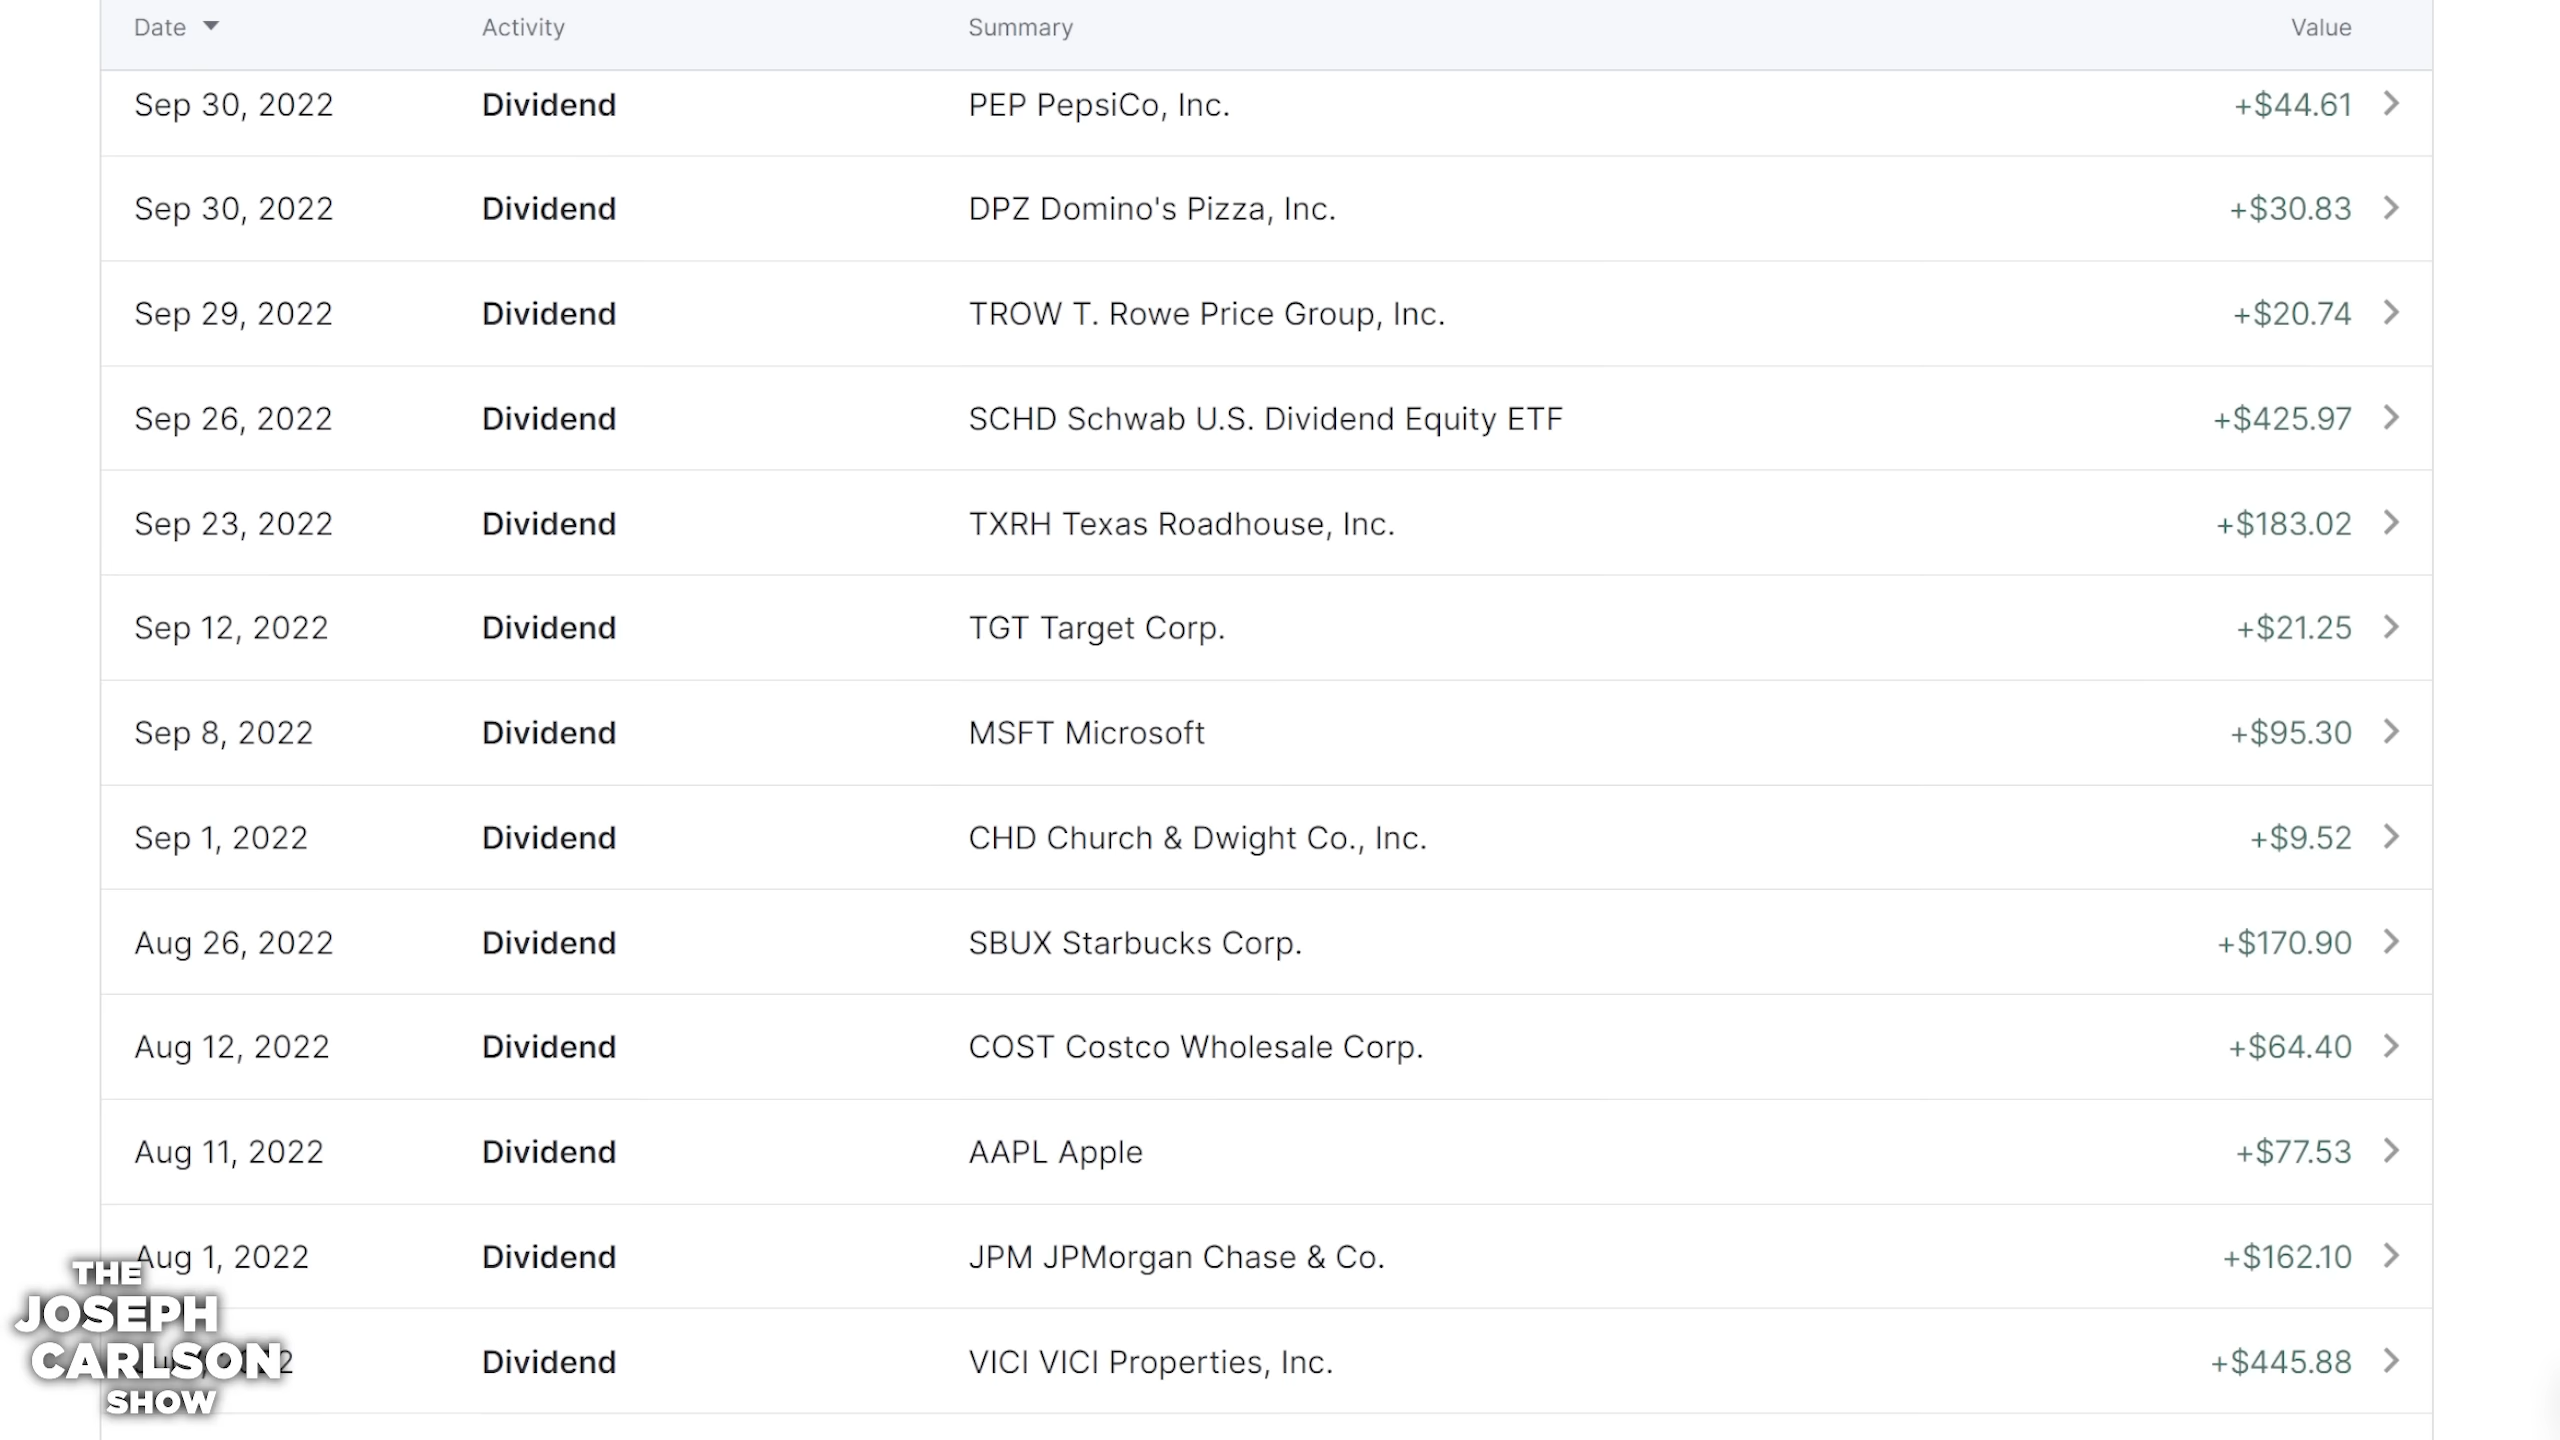 Date Activity Summary Value
Sep 30, 2022 Dividend PEP PepsiCo, Inc. +$44.61
Sep 30, 2022 Dividend DPZ Domino's Pizza, Inc. +$30.83
Sep 29, 2022 Dividend TROW T. Rowe Price Group, Inc. +$20.74
Sep 26, 2022 Dividend SCHD Schwab U.S. Dividend Equity ETF +$425.97
Sep 23, 2022 Dividend TXRH Texas Roadhouse, Inc. +$183.02
Sep 12, 2022 Dividend TGT Target Corp. +$21.25
Sep 8, 2022 Dividend MSFT Microsoft +$95.30
Sep 1, 2022 Dividend CHD Church & Dwight Co., Inc. +$9.52
Aug 26, 2022 Dividend SBUX Starbucks Corp. +$170.90
Aug 12, 2022 Dividend COST Costco Wholesale Corp. +$64.40
Aug 11, 2022 Dividend AAPL Apple +$77.53
Aug 1, 2022 Dividend JPM JPMorgan Chase & Co. +$162.10
Dividend VICI VICI Properties, Inc. +$445.88
THE
JOSEPH
CARLSON
SHOW